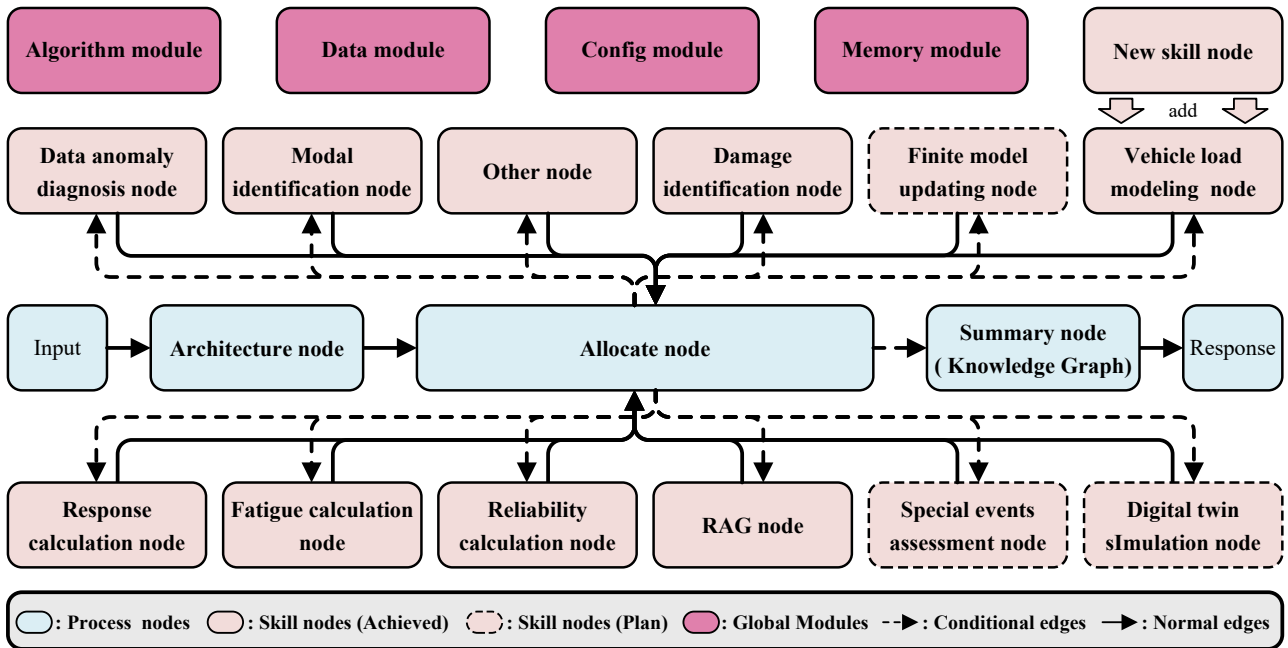 Algorithm module
Data module
Config module
Memory module
New skill node
add
Data anomaly
diagnosis node
Modal
identification node
Other node
Damage
identification node
Finite model
updating node
Vehicle load
modeling node
Input
Architecture node
Allocate node
Summary node
( Knowledge Graph)
Response
Response
calculation node
Fatigue calculation
node
Reliability
calculation node
RAG node
Special events
assessment node
Digital twin
sImulation node
: Process nodes : Skill nodes (Achieved) : Skill nodes (Plan) : Global Modules : Conditional edges : Normal edges